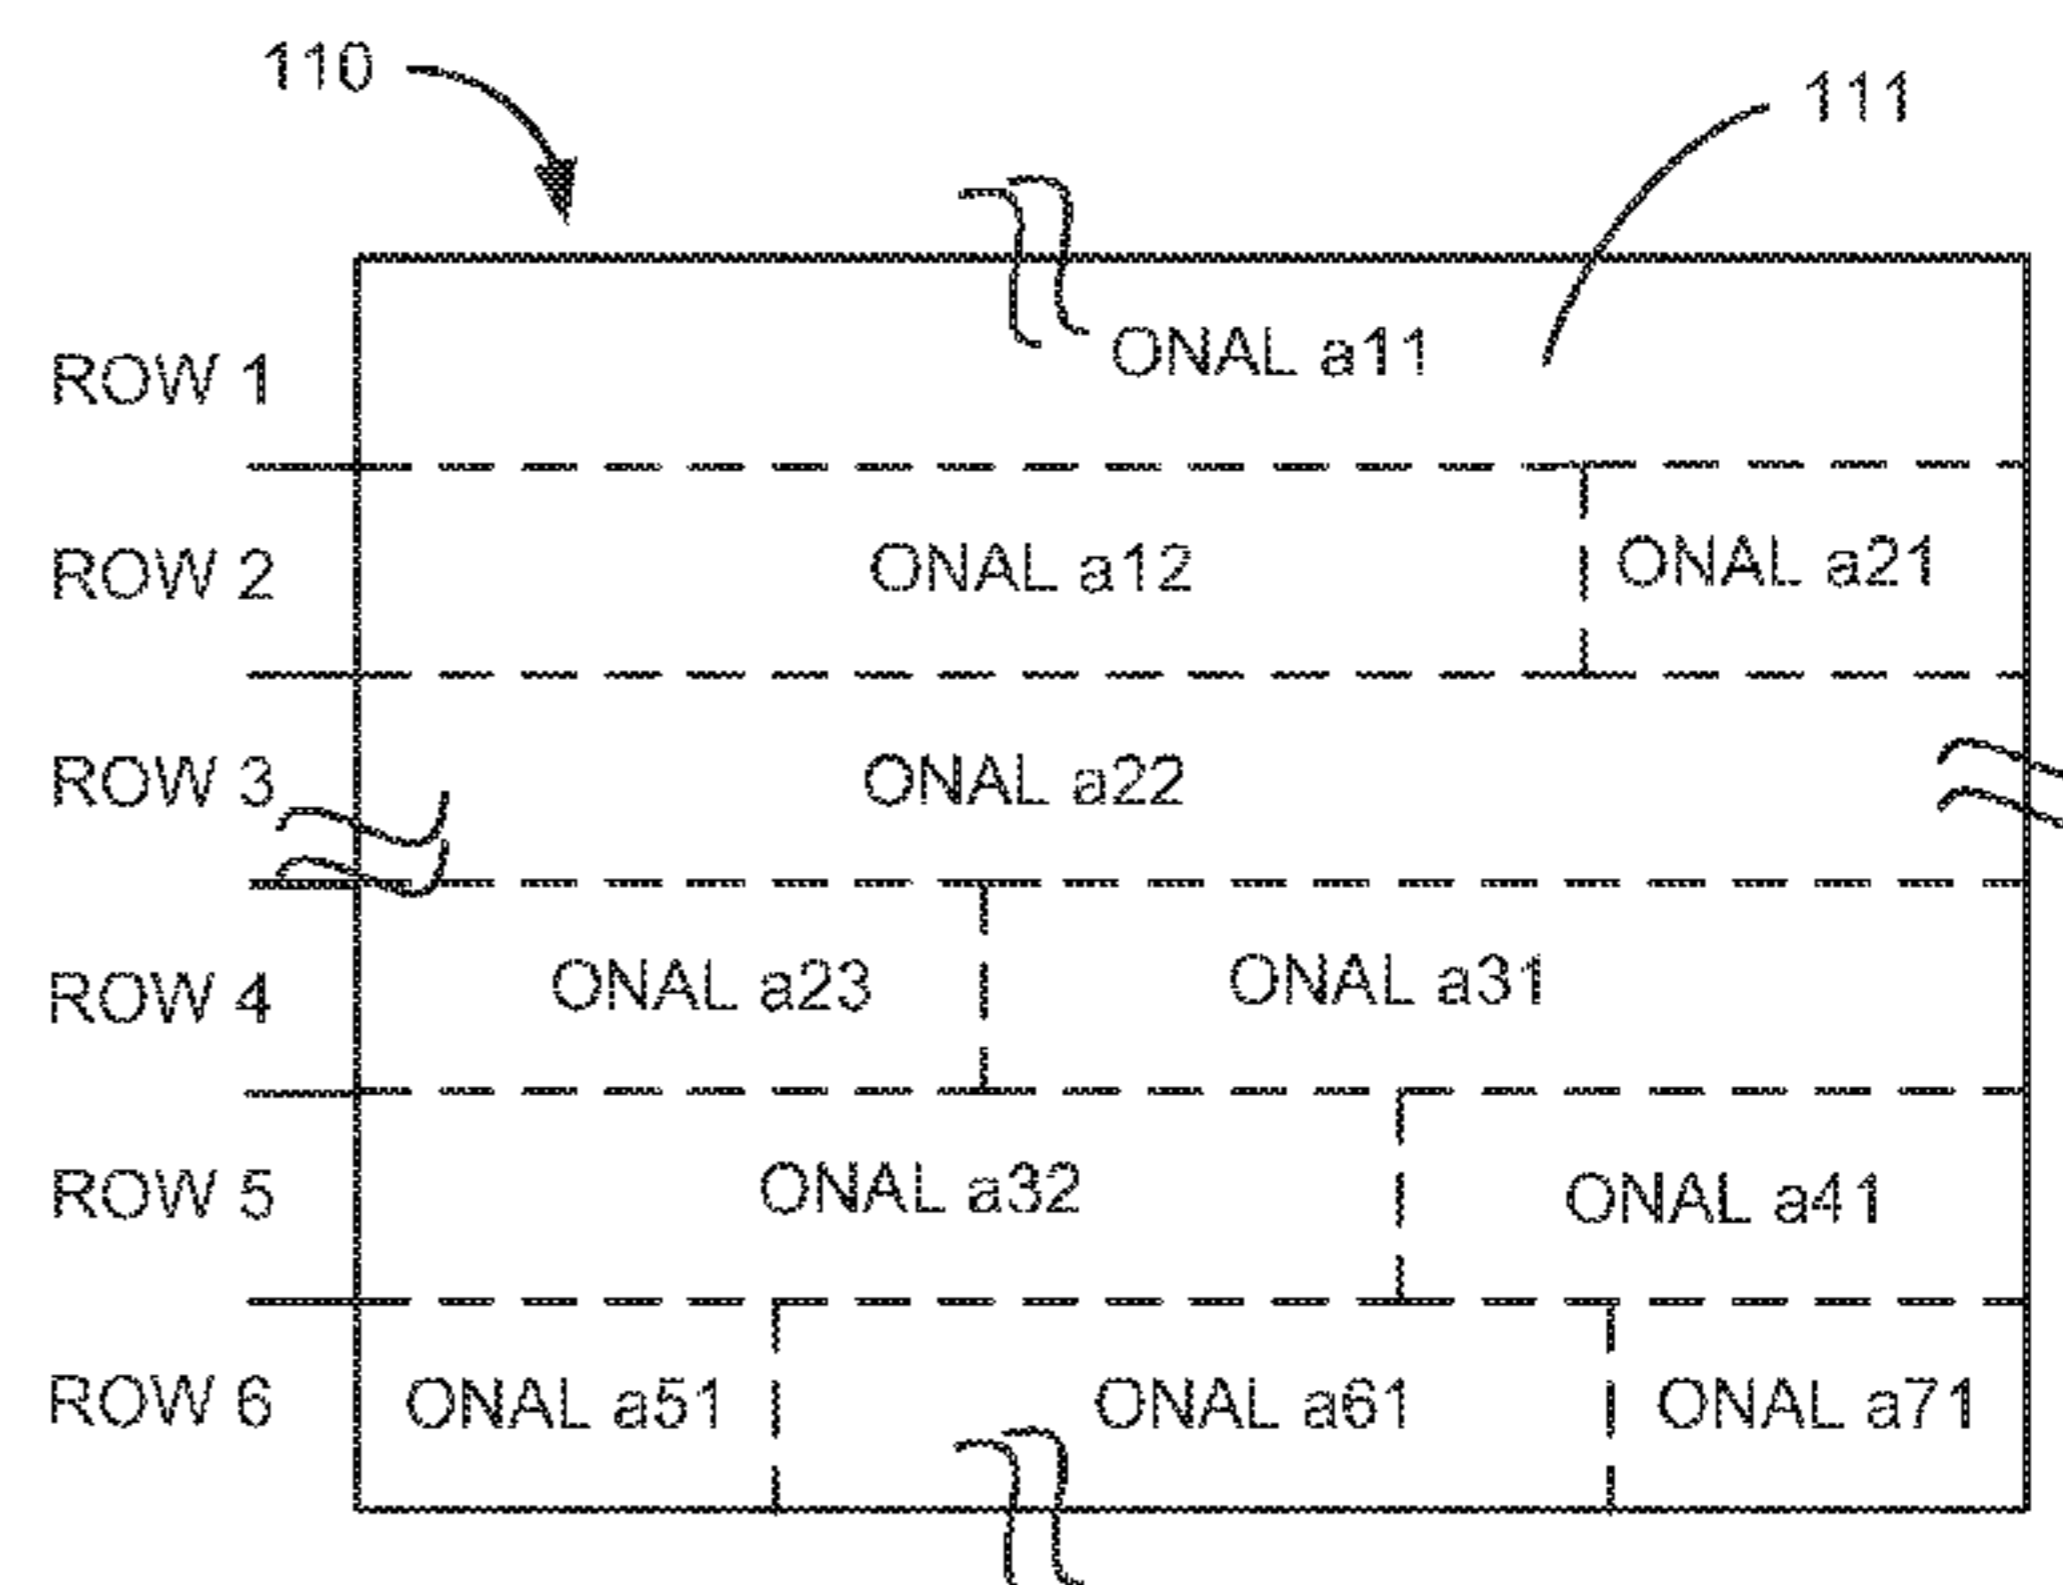 110
111
ROW 1 ONAL a11
ROW 2 ONAL a12 ONAL a21
ROW 3 ONAL a22
ROW 4 ONAL a23 ONAL a31
ROW 5 ONAL a32 ONAL a41
ROW 6 ONAL a51 ONAL a61 ONAL a71